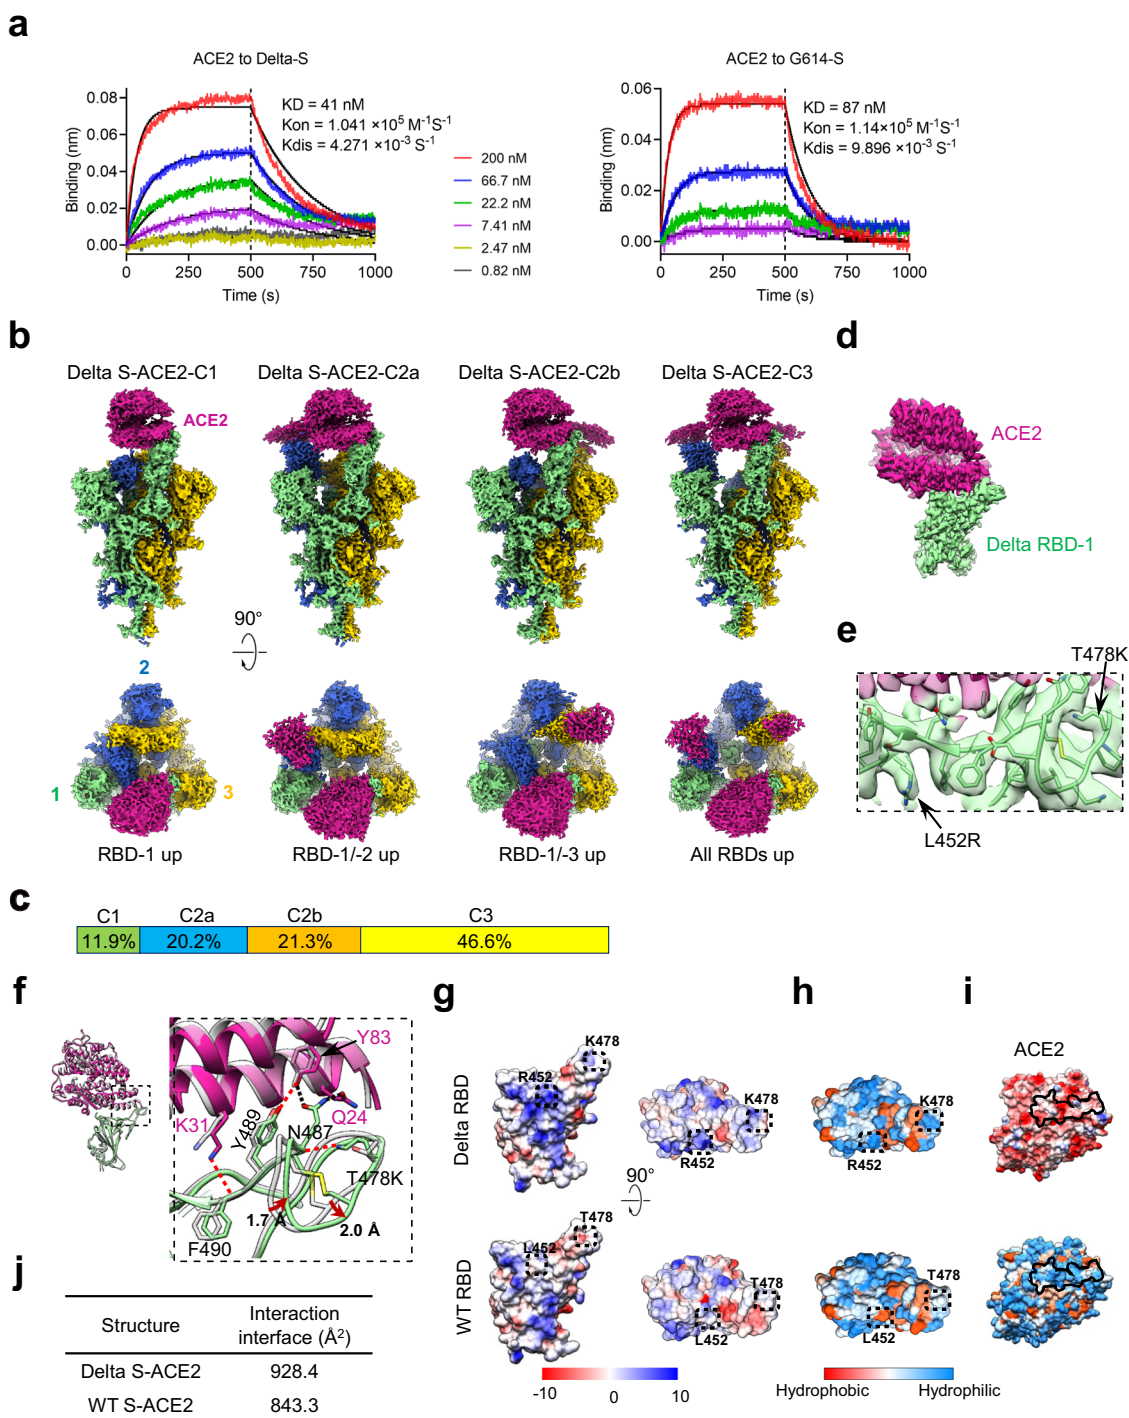 a
ACE2 to Delta-S
KD = 41 nM
Kon = 1.041 ×10⁵ M⁻¹S⁻¹
Kdis = 4.271 ×10⁻³ S⁻¹
Binding (nm)
0.08
0.06
0.04
0.02
0.00
0 250 500 750 1000
Time (s)
200 nM
66.7 nM
22.2 nM
7.41 nM
2.47 nM
0.82 nM
ACE2 to G614-S
KD = 87 nM
Kon = 1.14×10⁵ M⁻¹S⁻¹
Kdis = 9.896 ×10⁻³ S⁻¹
Binding (nm)
0.06
0.04
0.02
0.00
0 250 500 750 1000
Time (s)
b
Delta S-ACE2-C1
Delta S-ACE2-C2a
Delta S-ACE2-C2b
Delta S-ACE2-C3
ACE2
90°
2
1
3
RBD-1 up
RBD-1/-2 up
RBD-1/-3 up
All RBDs up
d
ACE2
Delta RBD-1
e
T478K
L452R
c
C1 C2a C2b C3
11.9% 20.2% 21.3% 46.6%
f
Y83
K31
Y489
Q24
N487
T478K
1.7 Å
2.0 Å
F490
g
Delta RBD
K478
R452
K478
R452
90°
WT RBD
T478
L452
T478
L452
-10 0 10
h
K478
R452
T478
L452
Hydrophobic Hydrophilic
i
ACE2
j
Structure Interaction interface (Å²)
Delta S-ACE2 928.4
WT S-ACE2 843.3